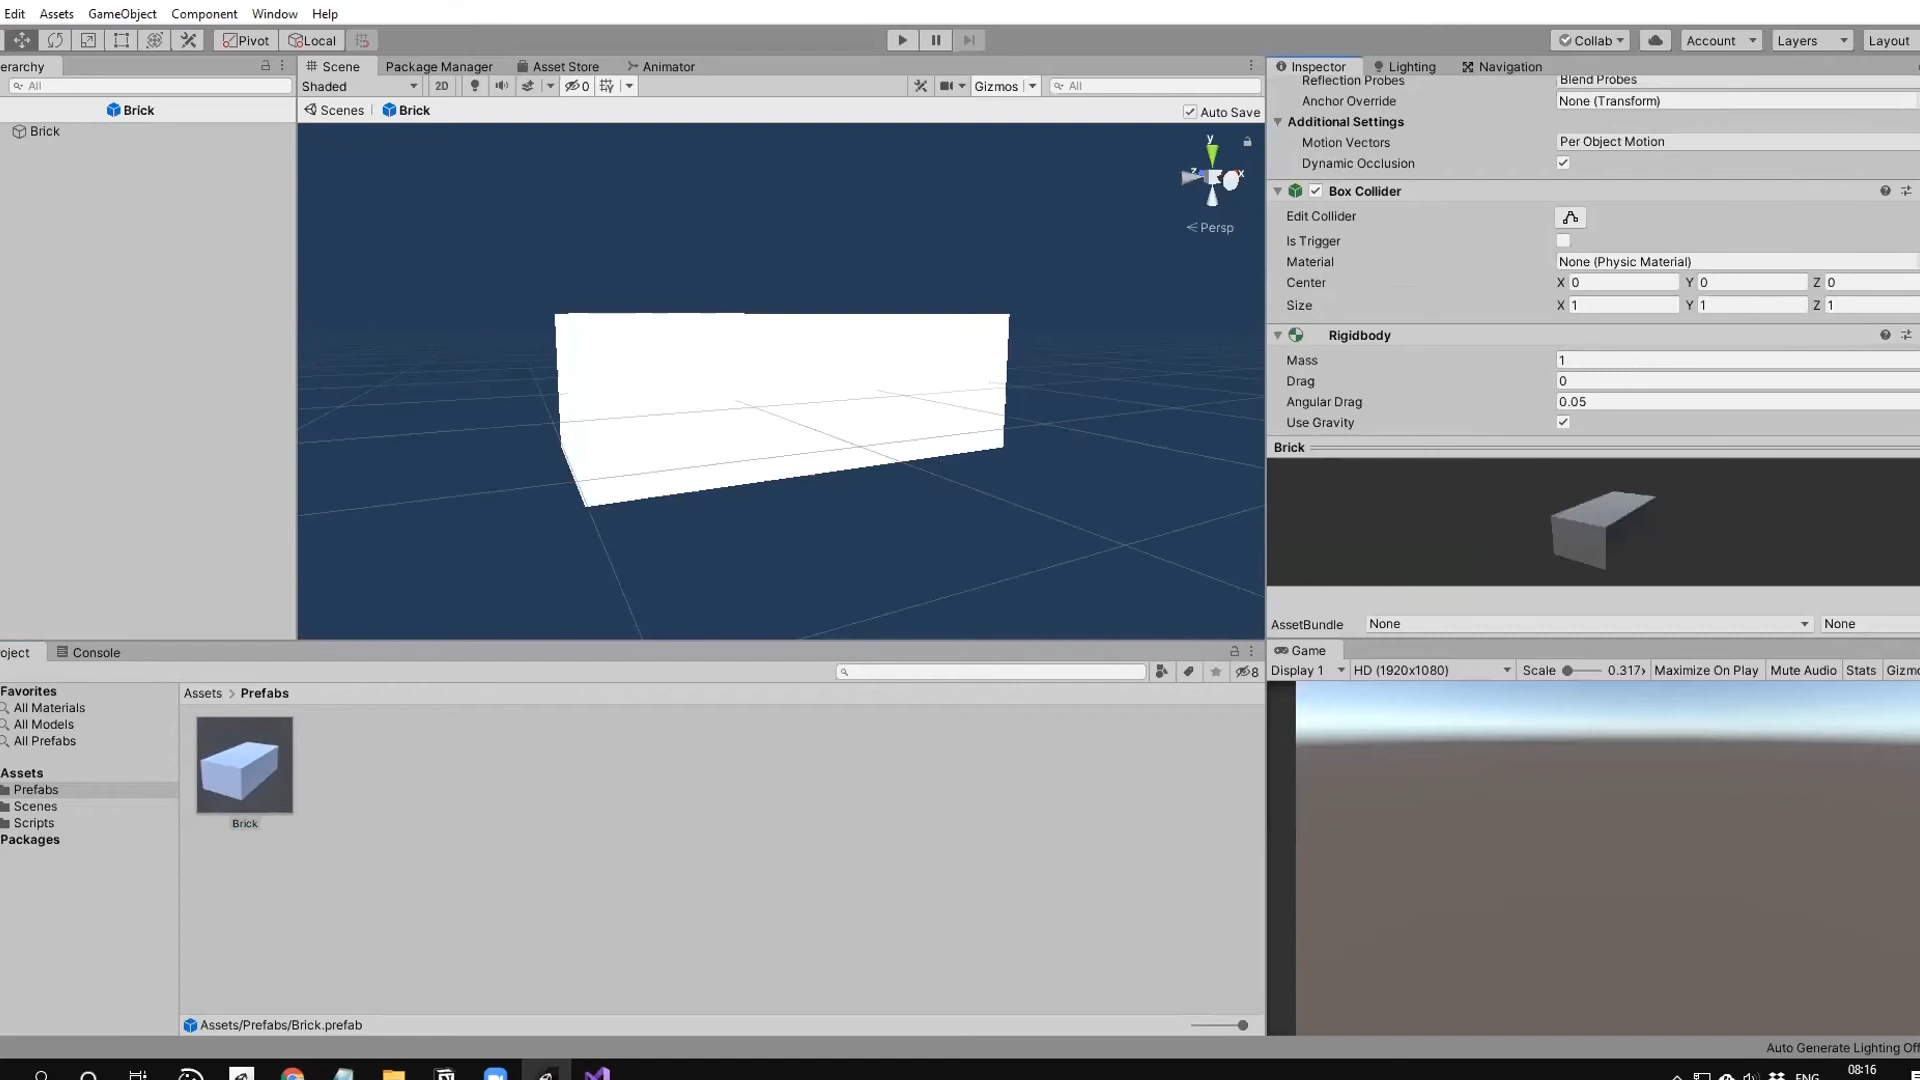 Edit Assets GameObject Component Window Help
Pivot Local Collab Account Layers Layout
erarchy Scene Package Manager Asset Store Animator Inspector Lighting Navigation
All Shaded 2D 0 Gizmos All
Brick Scenes Brick Auto Save
Brick
y
z x
Persp
Reflection Probes Blend Probes
Anchor Override None (Transform)
Additional Settings
Motion Vectors Per Object Motion
Dynamic Occlusion
Box Collider
Edit Collider
Is Trigger
Material None (Physic Material)
Center X 0 Y 0 Z 0
Size X 1 Y 1 Z 1
Rigidbody
Mass 1
Drag 0
Angular Drag 0.05
Use Gravity
Brick
AssetBundle None None
oject Console
8
Favorites
All Materials
All Models
All Prefabs
Assets
Prefabs
Scenes
Scripts
Packages
Assets > Prefabs
Brick
Assets/Prefabs/Brick.prefab
Game
Display 1 HD (1920x1080) Scale 0.317 Maximize On Play Mute Audio Stats Gizmo
Auto Generate Lighting Off
ENG 08:16